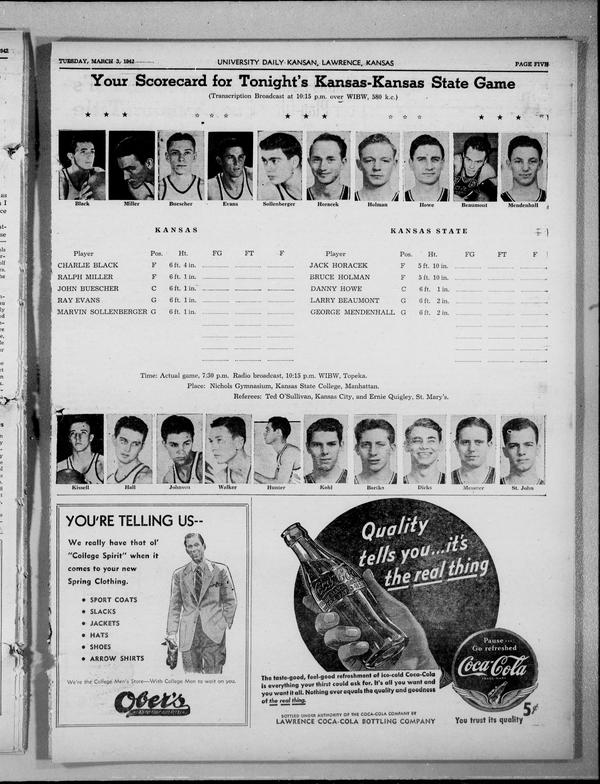 TUESDAY, MARCH 3, 1942
UNIVERSITY DAILY KANSAN, LAWRENCE, KANSAS
PAGE FIVE
Your Scorecard for Tonight's Kansas-Kansas State Game
(Transcription Broadcast at 10:15 p.m. over WIBW, 580 k.c.)
Black Miller Buescher Evans Sollenberger Horacek Holman Howe Beaumont Mendenhall
KANSAS
Player Pos. Ht. FG FT F
CHARLIE BLACK F 6 ft. 4 in.
RALPH MILLER F 6 ft. 1 in.
JOHN BUESCHER C 6 ft. 1 in.
RAY EVANS G 6 ft. 1 in.
MARVIN SOLLENBERGER G 6 ft. 1 in.
KANSAS STATE
Player Pos. Ht. FG FT F
JACK HORACEK F 5 ft. 10 in.
BRUCE HOLMAN F 5 ft. 10 in.
DANNY HOWE C 6 ft. 1 in.
LARRY BEAUMONT G 6 ft. 2 in.
GEORGE MENDENHALL G 6 ft. 2 in.
Time: Actual game, 7:30 p.m. Radio broadcast, 10:15 p.m. WIBW, Topeka.
Place: Nichols Gymnasium, Kansas State College, Manhattan.
Referees: Ted O'Sullivan, Kansas City, and Ernie Quigley, St. Mary's.
Kissell Hall Johnson Walker Hunter Kohl Bortka Dicks Messner St. John
YOU'RE TELLING US--
We really have that ol'
"College Spirit" when it
comes to your new
Spring Clothing.
• SPORT COATS
• SLACKS
• JACKETS
• HATS
• SHOES
• ARROW SHIRTS
We're the College Men's Store—With College Men to wait on you.
Ober's
Quality
tells you...it's
the real thing
Coca-Cola
The taste-good, feel-good refreshment of ice-cold Coca-Cola
is everything your thirst could ask for. It's all you want and
you want it all. Nothing ever equals the quality and goodness
of the real thing.
BOTTLED UNDER AUTHORITY OF THE COCA-COLA COMPANY BY
LAWRENCE COCA-COLA BOTTLING COMPANY
Pause...
Go refreshed
Coca-Cola
TRADE-MARK
5¢
You trust its quality